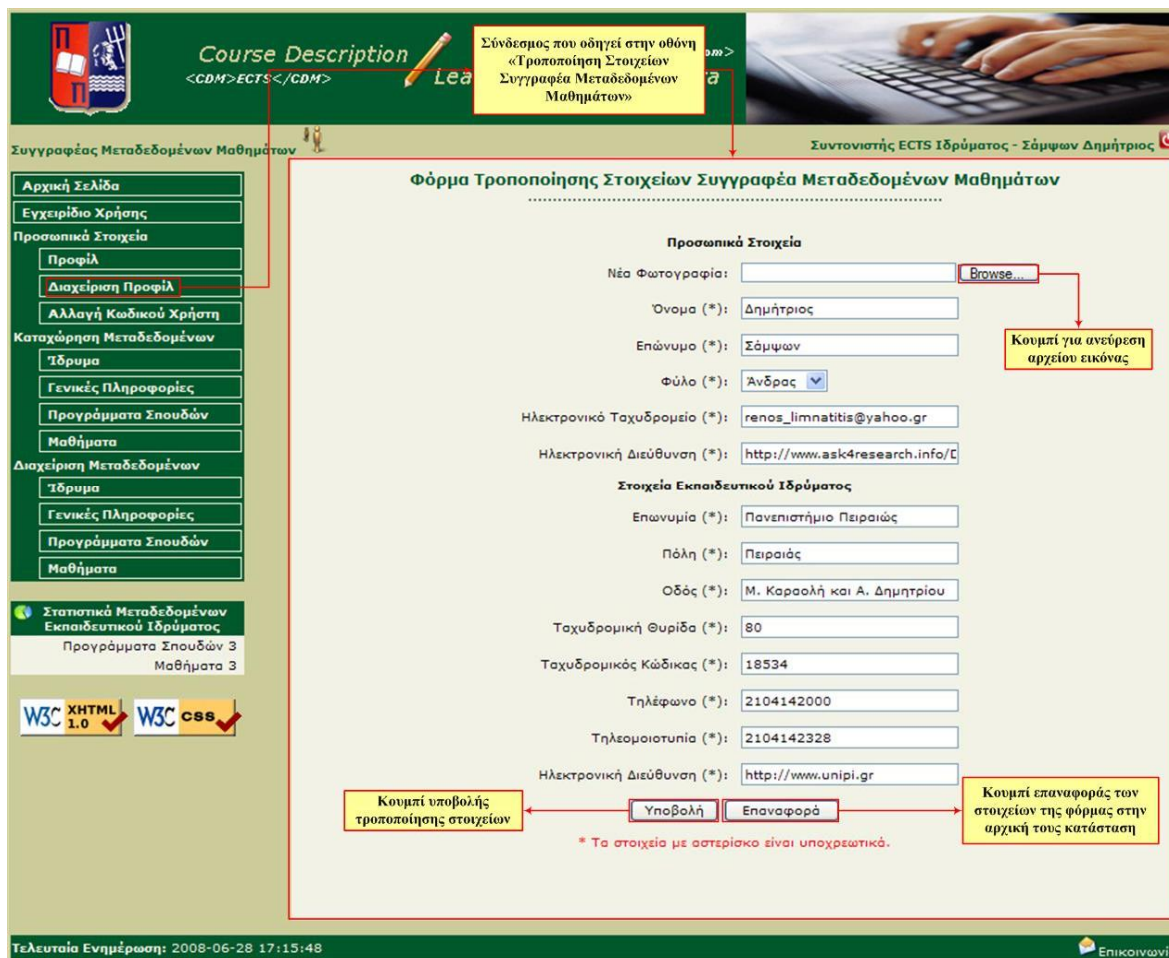 Π
Π
Course Description
<CDM>ECTS</CDM>
Lea
om>
a
Σύνδεσμος που οδηγεί στην οθόνη
«Τροποποίηση Στοιχείων
Συγγραφέα Μεταδεδομένων
Μαθημάτων»
Συγγραφέας Μεταδεδομένων Μαθημάτων
Συντονιστής ECTS Ιδρύματος - Σάμψων Δημήτριος
Αρχική Σελίδα
Εγχειρίδιο Χρήσης
Προσωπικά Στοιχεία
Προφίλ
Διαχείριση Προφίλ
Αλλαγή Κωδικού Χρήστη
Καταχώρηση Μεταδεδομένων
Ίδρυμα
Γενικές Πληροφορίες
Προγράμματα Σπουδών
Μαθήματα
Διαχείριση Μεταδεδομένων
Ίδρυμα
Γενικές Πληροφορίες
Προγράμματα Σπουδών
Μαθήματα
Στατιστικά Μεταδεδομένων
Εκπαιδευτικού Ιδρύματος
Προγράμματα Σπουδών 3
Μαθήματα 3
W3C XHTML 1.0
W3C css
Φόρμα Τροποποίησης Στοιχείων Συγγραφέα Μεταδεδομένων Μαθημάτων
Προσωπικά Στοιχεία
Νέα Φωτογραφία: Browse...
Κουμπί για ανεύρεση
αρχείου εικόνας
Όνομα (*): Δημήτριος
Επώνυμο (*): Σάμψων
Φύλο (*): Άνδρας
Ηλεκτρονικό Ταχυδρομείο (*): renos_limnatitis@yahoo.gr
Ηλεκτρονική Διεύθυνση (*): http://www.ask4research.info/D
Στοιχεία Εκπαιδευτικού Ιδρύματος
Επωνυμία (*): Πανεπιστήμιο Πειραιώς
Πόλη (*): Πειραιάς
Οδός (*): Μ. Καραολή και Α. Δημητρίου
Ταχυδρομική Θυρίδα (*): 80
Ταχυδρομικός Κώδικας (*): 18534
Τηλέφωνο (*): 2104142000
Τηλεομοιοτυπία (*): 2104142328
Ηλεκτρονική Διεύθυνση (*): http://www.unipi.gr
Κουμπί υποβολής
τροποποίησης στοιχείων
Υποβολή Επαναφορά
Κουμπί επαναφοράς των
στοιχείων της φόρμας στην
αρχική τους κατάσταση
* Τα στοιχεία με αστερίσκο είναι υποχρεωτικά.
Τελευταία Ενημέρωση: 2008-06-28 17:15:48
Επικοινωνί